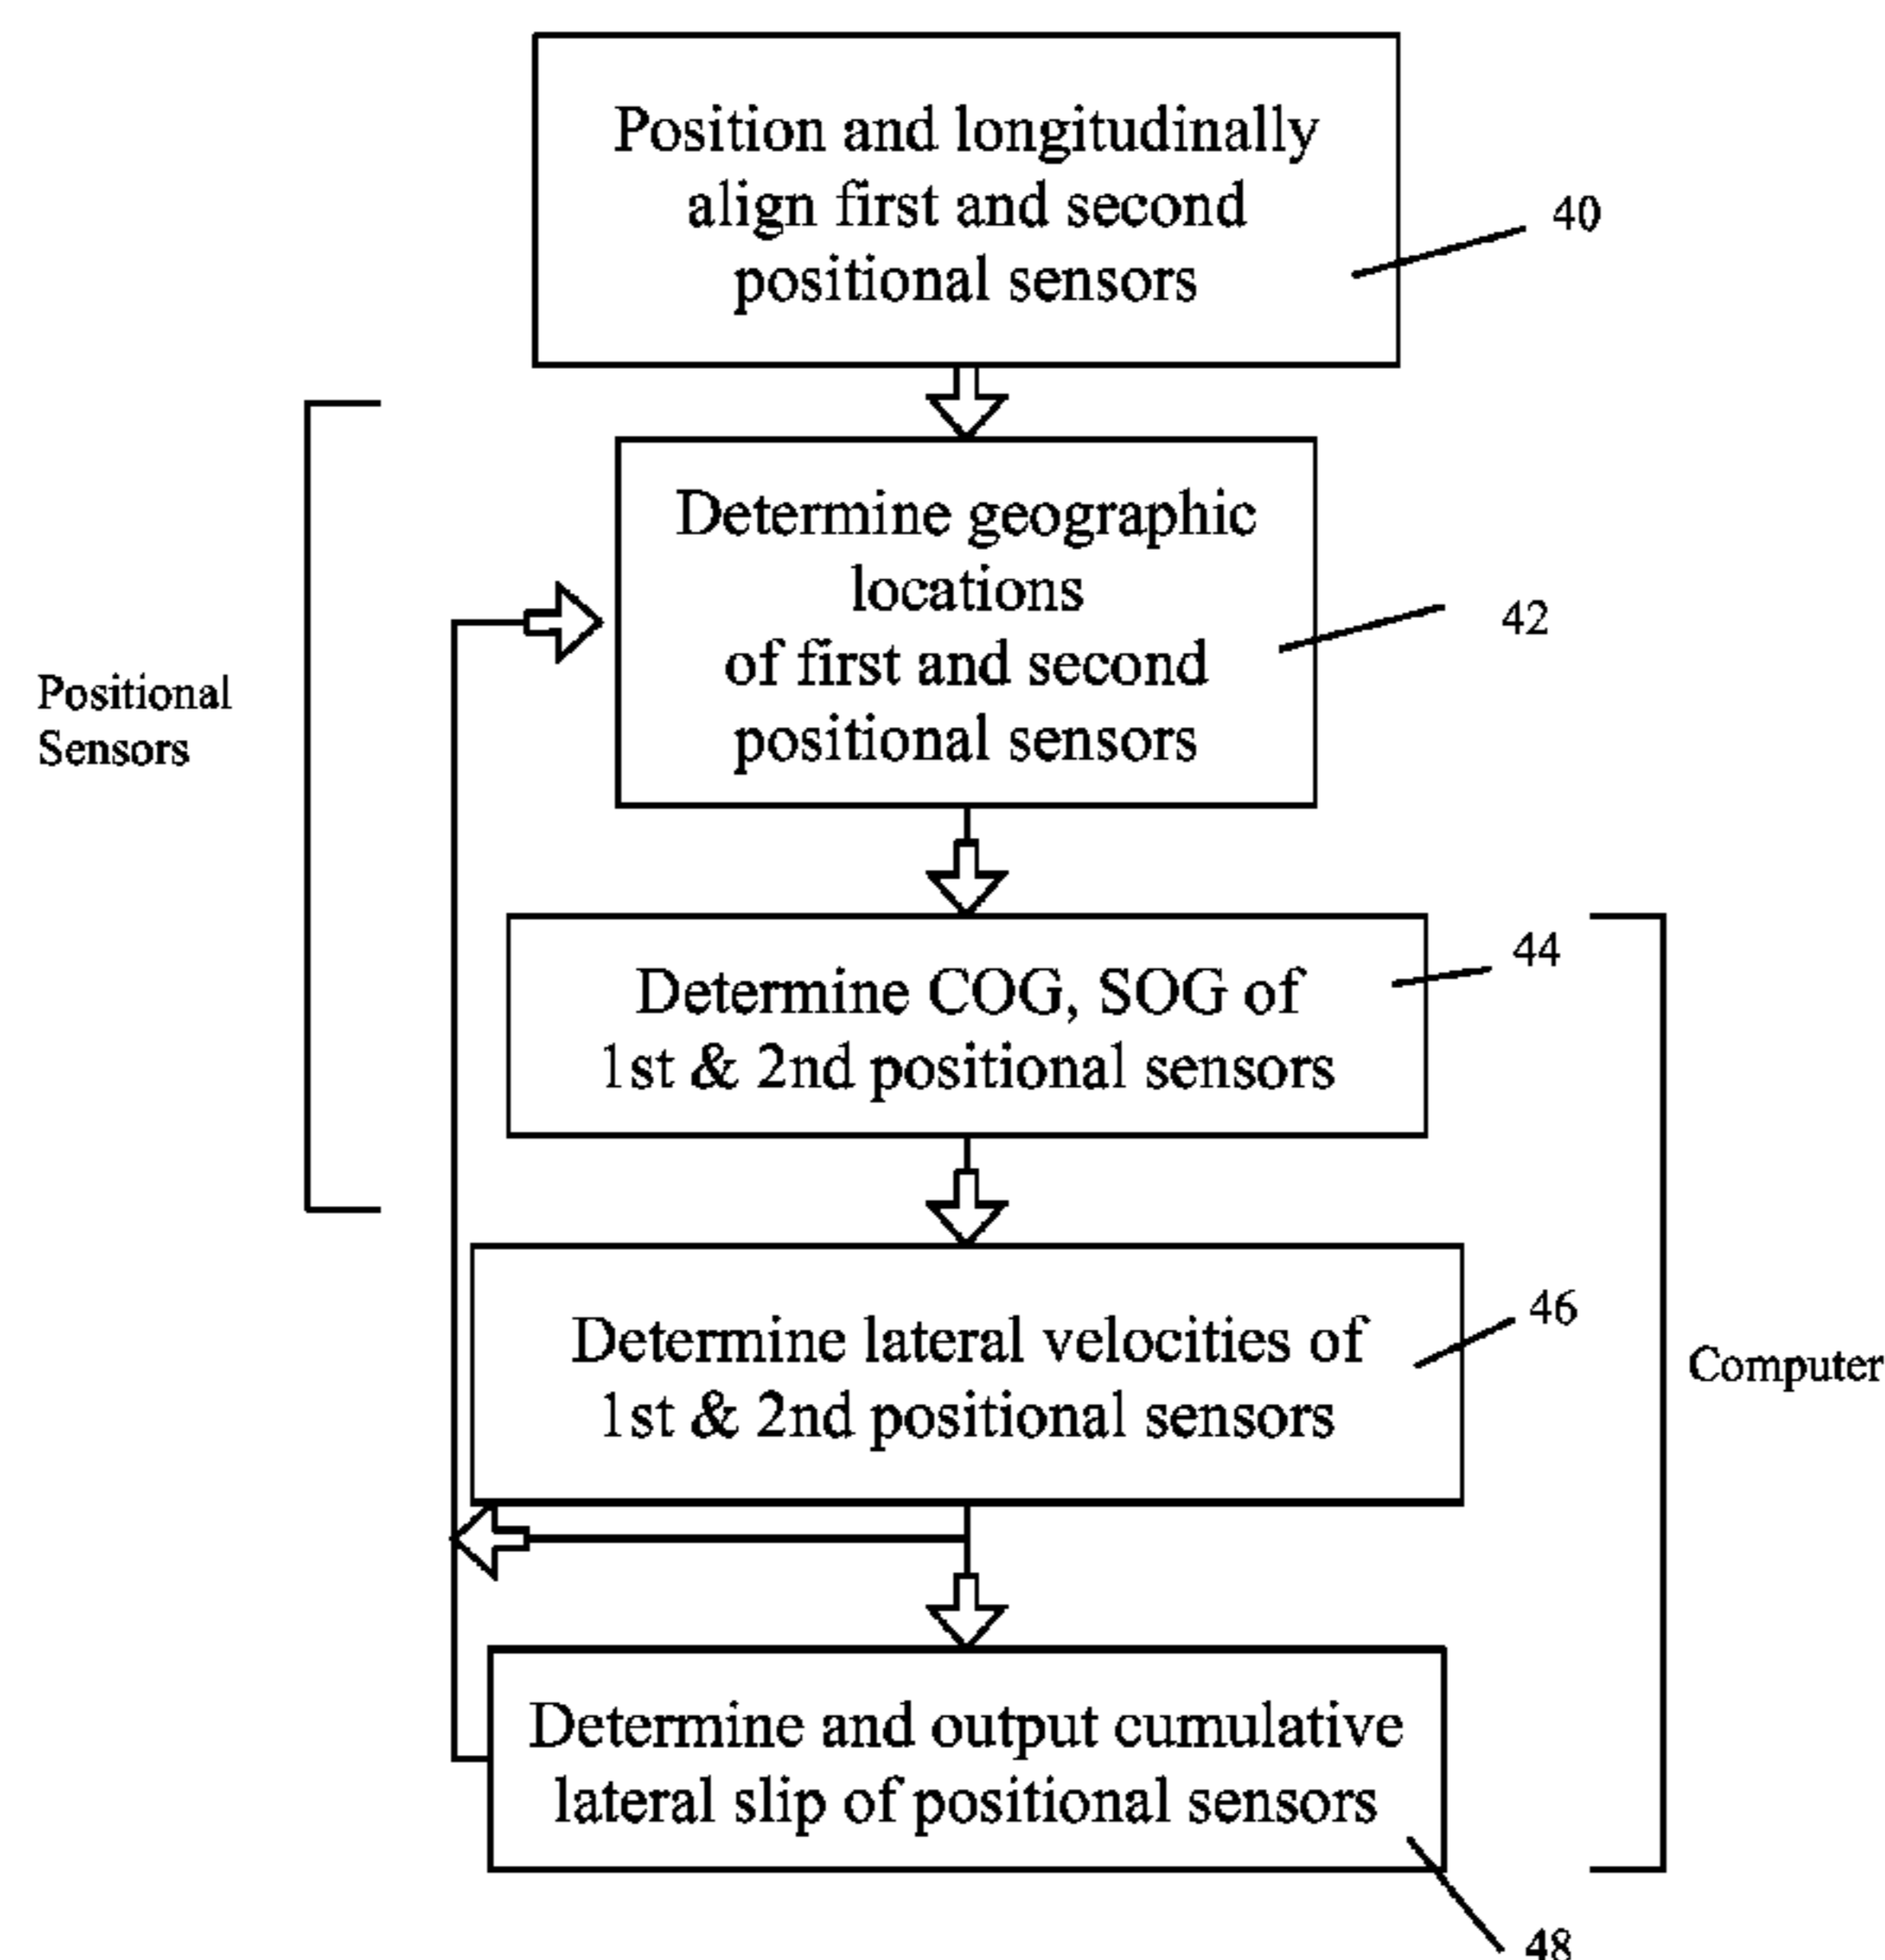 Position and longitudinally
align first and second
positional sensors
40
Determine geographic
locations
of first and second
positional sensors
42
Positional
Sensors
Determine COG, SOG of
1st & 2nd positional sensors
44
Determine lateral velocities of
1st & 2nd positional sensors
46
Computer
Determine and output cumulative
lateral slip of positional sensors
48